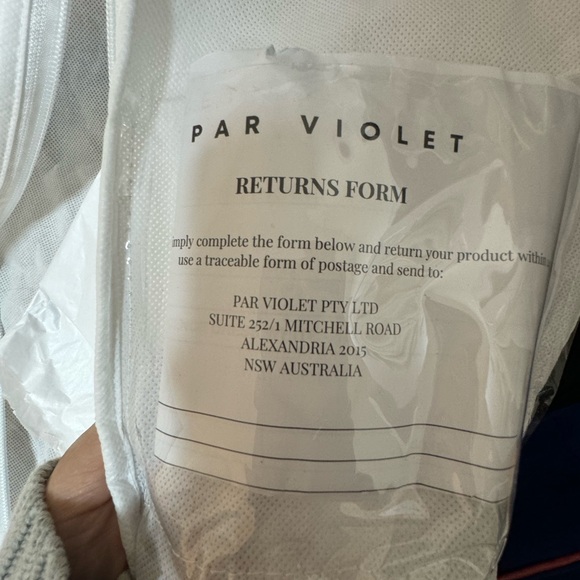 PAR VIOLET
RETURNS FORM
imply complete the form below and return your product within
use a traceable form of postage and send to:
PAR VIOLET PTY LTD
SUITE 252/1 MITCHELL ROAD
ALEXANDRIA 2015
NSW AUSTRALIA